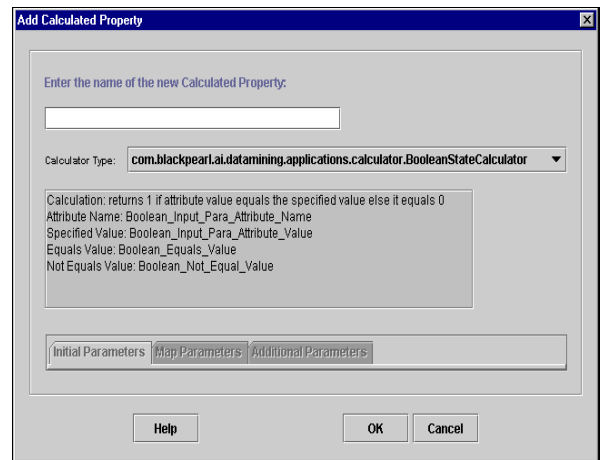 Add Calculated Property
Enter the name of the new Calculated Property:
Calculator Type: com.blackpearl.ai.datamining.applications.calculator.BooleanStateCalculator
Calculation: returns 1 if attribute value equals the specified value else it equals 0
Attribute Name: Boolean_Input_Para_Attribute_Name
Specified Value: Boolean_Input_Para_Attribute_Value
Equals Value: Boolean_Equals_Value
Not Equals Value: Boolean_Not_Equal_Value
Initial Parameters Map Parameters Additional Parameters
Help OK Cancel